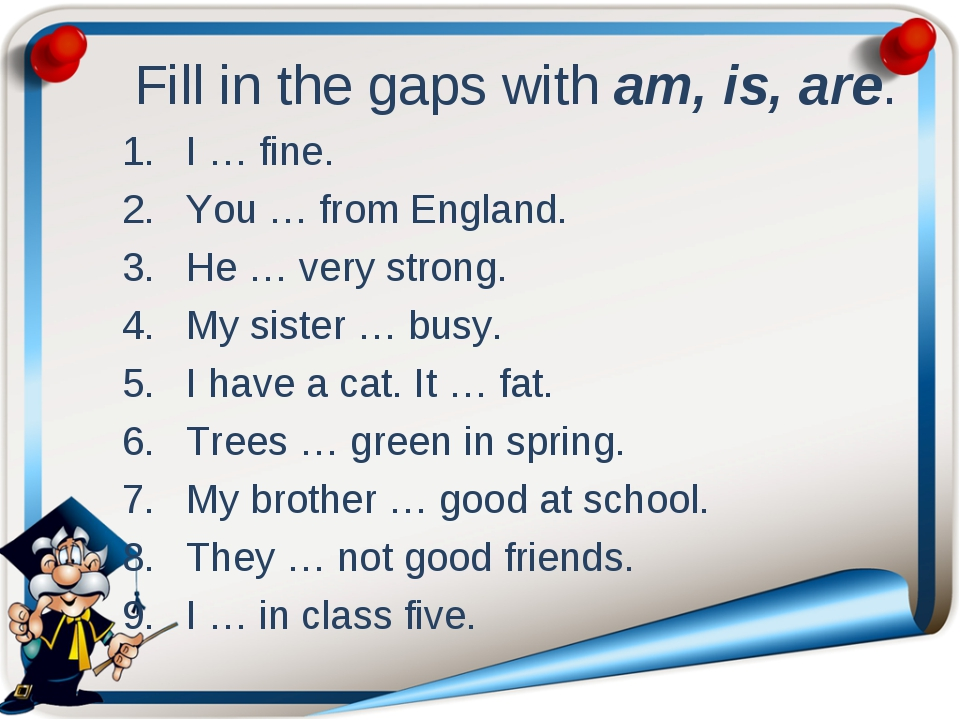 Fill in the gaps with am, is, are.
1. I … fine.
2. You … from England.
3. He … very strong.
4. My sister … busy.
5. I have a cat. It … fat.
6. Trees … green in spring.
7. My brother … good at school.
8. They … not good friends.
9. I … in class five.